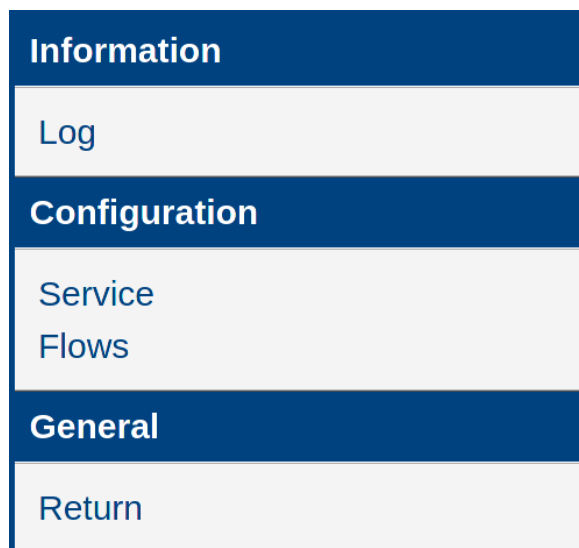 Information
Log
Configuration
Service
Flows
General
Return